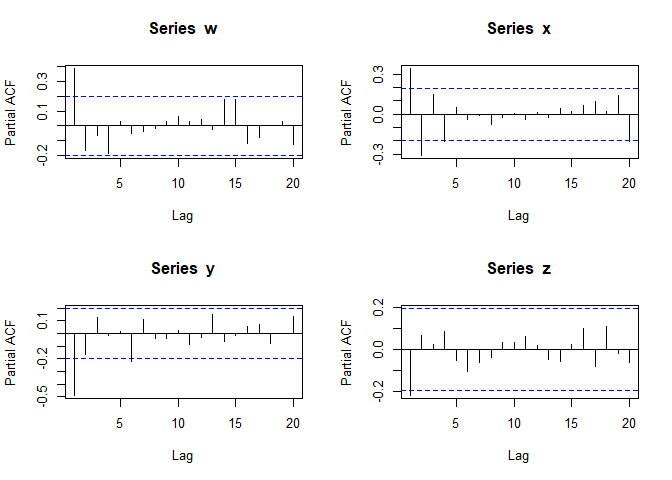 Series w
Partial ACF
0.3
0.1
-0.2
5 10 15 20
Lag
Series x
Partial ACF
0.3
0.0
-0.3
5 10 15 20
Lag
Series y
Partial ACF
0.1
-0.2
-0.5
5 10 15 20
Lag
Series z
Partial ACF
0.2
0.0
-0.2
5 10 15 20
Lag